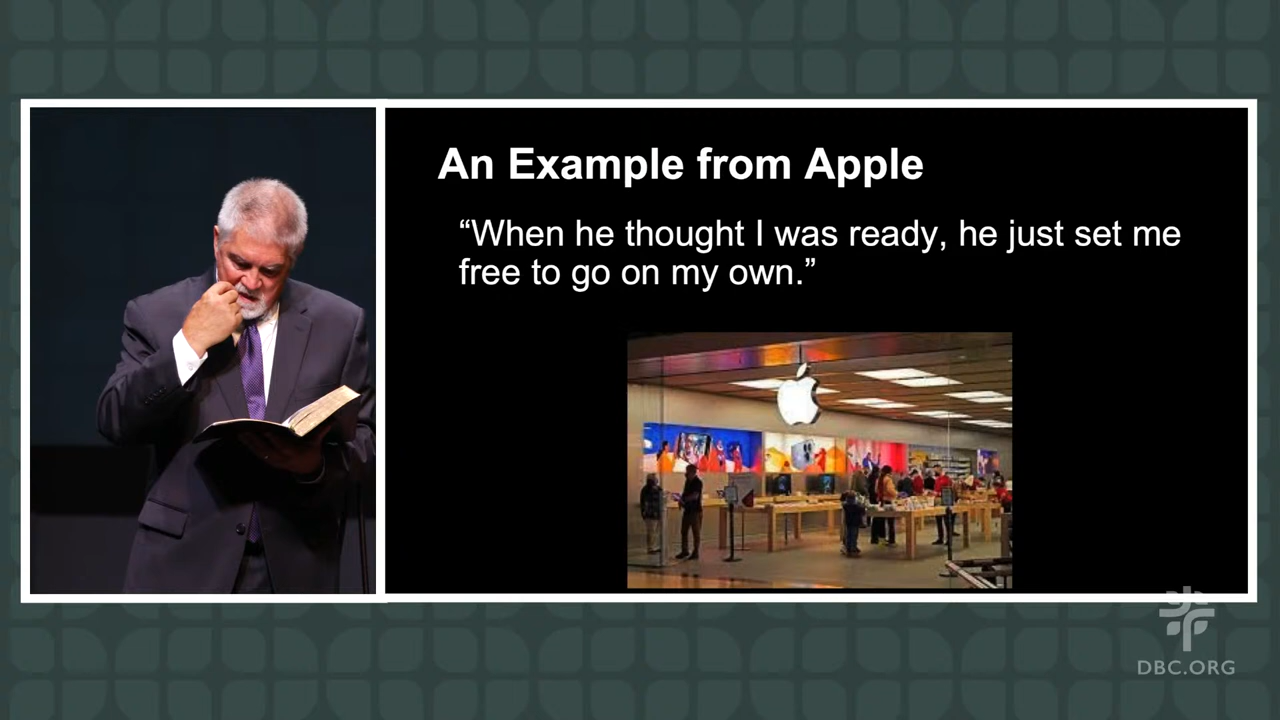 An Example from Apple
“When he thought I was ready, he just set me
free to go on my own.”
DBC.ORG